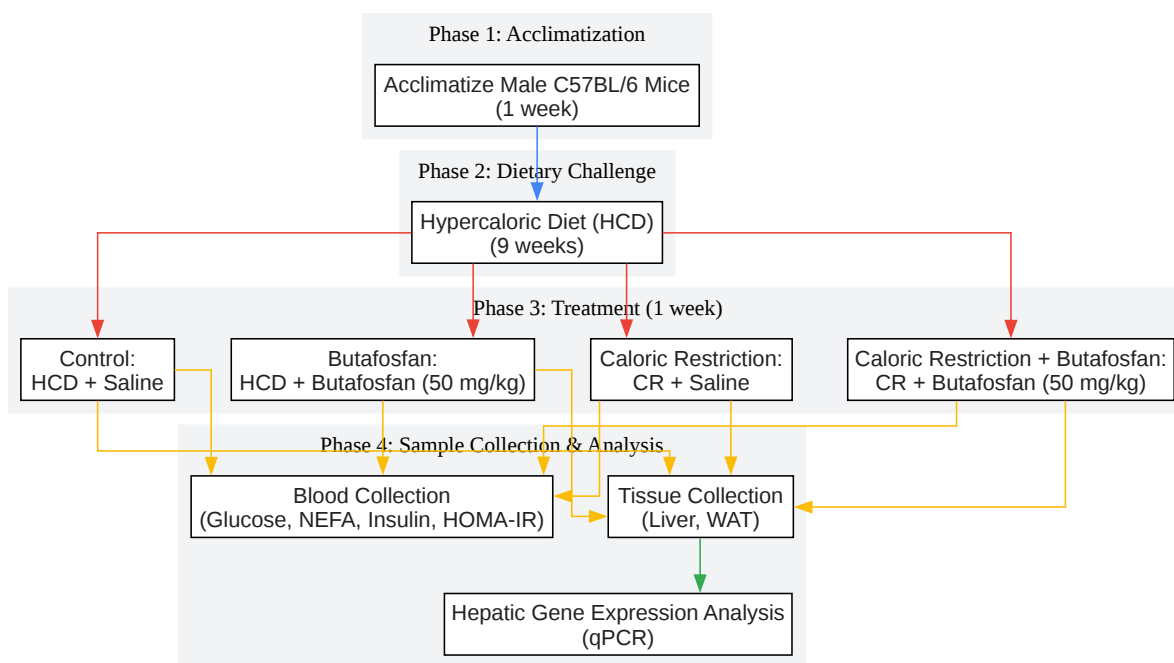 Phase 1: Acclimatization
Acclimatize Male C57BL/6 Mice
(1 week)
Phase 2: Dietary Challenge
Hypercaloric Diet (HCD)
(9 weeks)
Phase 3: Treatment (1 week)
Control:
HCD + Saline
Butafosfan:
HCD + Butafosfan (50 mg/kg)
Caloric Restriction:
CR + Saline
Caloric Restriction + Butafosfan:
CR + Butafosfan (50 mg/kg)
Phase 4: Sample Collection & Analysis
Blood Collection
(Glucose, NEFA, Insulin, HOMA-IR)
Tissue Collection
(Liver, WAT)
Hepatic Gene Expression Analysis
(qPCR)